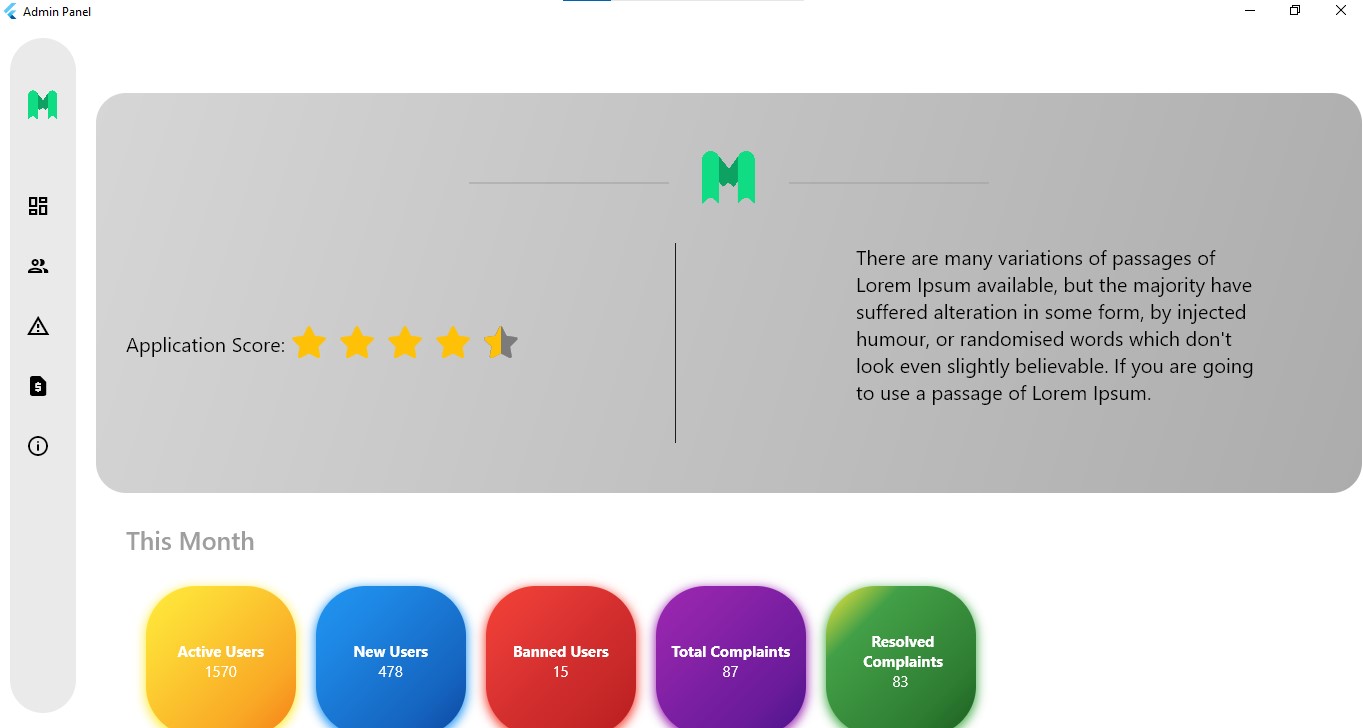 Admin Panel
Application Score:
There are many variations of passages of
Lorem Ipsum available, but the majority have
suffered alteration in some form, by injected
humour, or randomised words which don't
look even slightly believable. If you are going
to use a passage of Lorem Ipsum.
This Month
Active Users
1570
New Users
478
Banned Users
15
Total Complaints
87
Resolved
Complaints
83